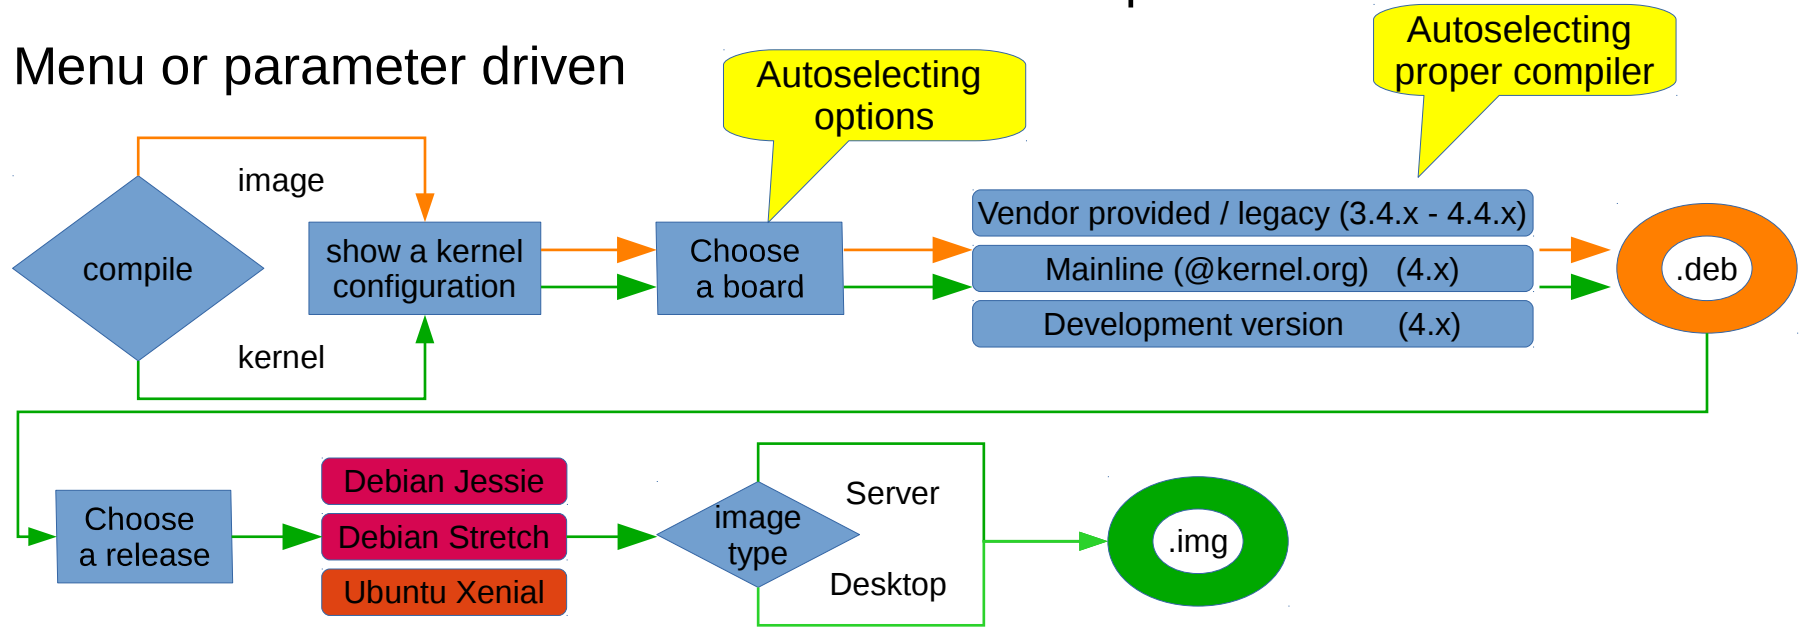 Menu or parameter driven
Autoselecting
options
Autoselecting
proper compiler
image
compile
kernel
show a kernel
configuration
Choose
a board
Vendor provided / legacy (3.4.x - 4.4.x)
Mainline (@kernel.org) (4.x)
Development version (4.x)
.deb
Choose
a release
Debian Jessie
Debian Stretch
Ubuntu Xenial
image
type
Server
Desktop
.img